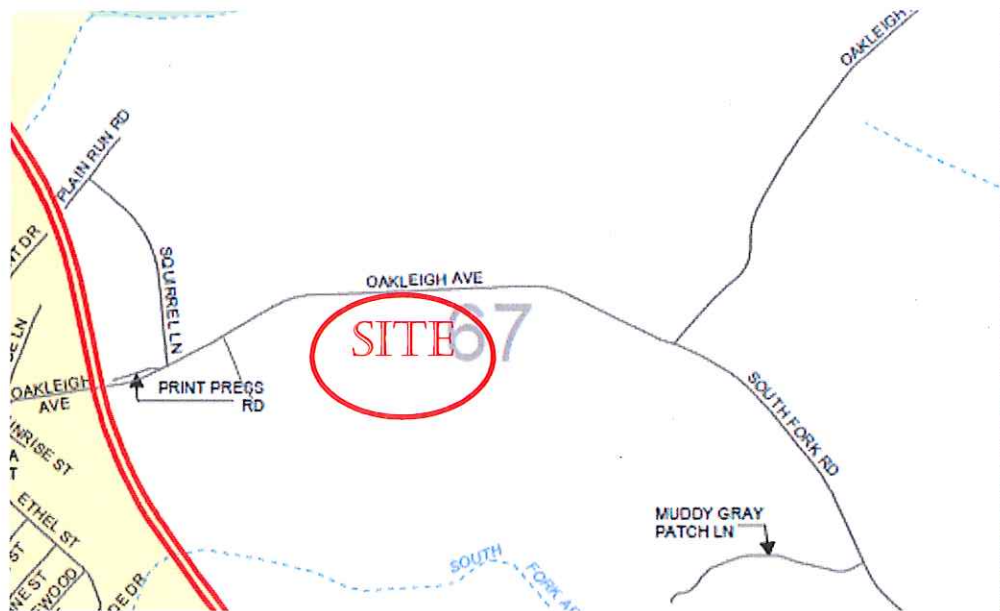 OAKLEIGH
PLAIN RUN RD
SQUIRREL LN
OAKLEIGH AVE
67
SITE
OAKLEIGH
AVE
PRINT PRESS
RD
SOUTH FORK RD
MUDDY GRAY
PATCH LN
ETHEL ST
SOUTH
FORK